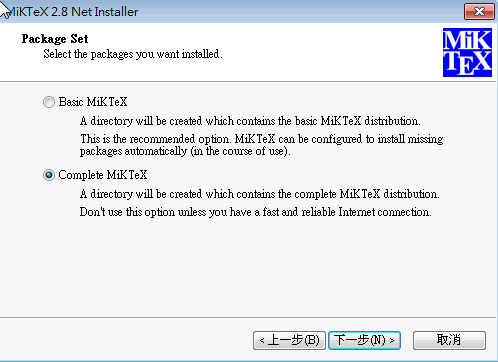 MiKTeX 2.8 Net Installer
Package Set
Select the packages you want installed.
MiK
TEX
Basic MiKTeX
A directory will be created which contains the basic MiKTeX distribution.
This is the recommended option. MiKTeX can be configured to install missing
packages automatically (in the course of use).
Complete MiKTeX
A directory will be created which contains the complete MiKTeX distribution.
Don't use this option unless you have a fast and reliable Internet connection.
< 上一步(B) 下一步(N) > 取消